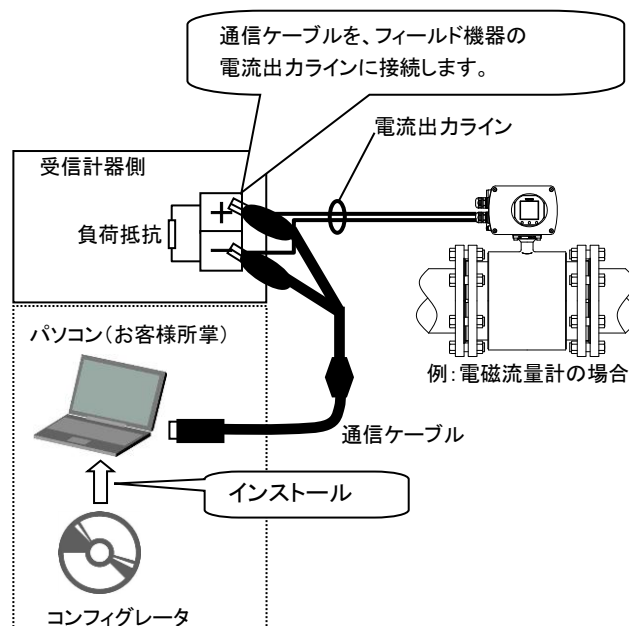 通信ケーブルを、フィールド機器の
電流出力ラインに接続します。
電流出力ライン
受信計器側
負荷抵抗
+
−
パソコン(お客様所掌)
例:電磁流量計の場合
通信ケーブル
インストール
コンフィグレータ